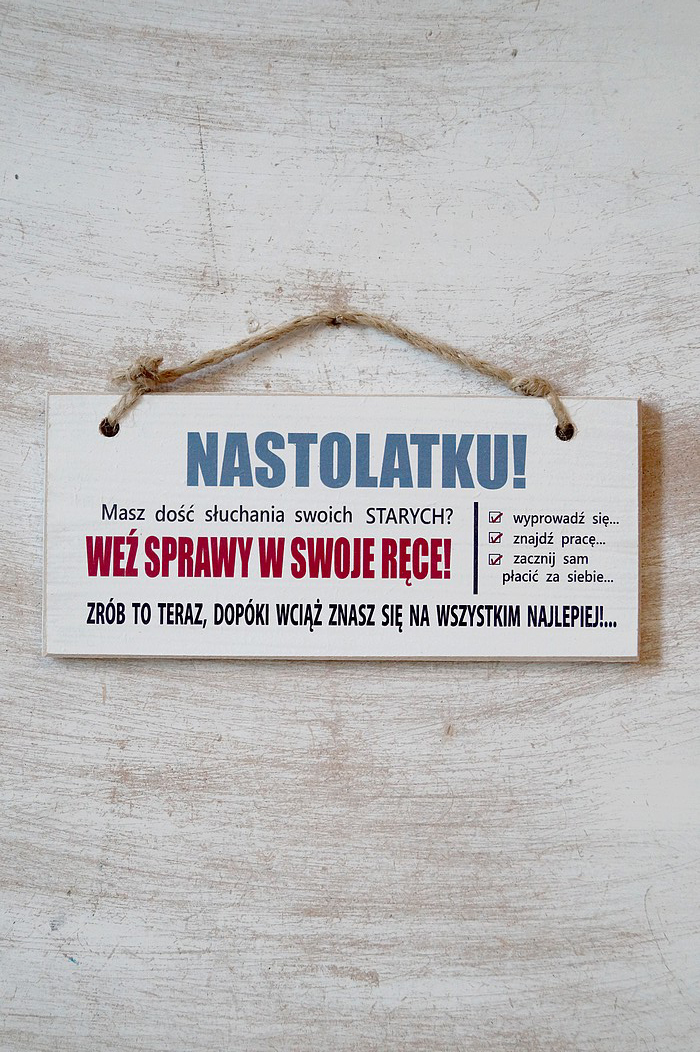 NASTOLATKU!
Masz dość słuchania swoich STARYCH?
WEŹ SPRAWY W SWOJE RĘCE!
wyprowadź się...
znajdź pracę...
zacznij sam
płacić za siebie...
ZRÓB TO TERAZ, DOPÓKI WCIĄŻ ZNASZ SIĘ NA WSZYSTKIM NAJLEPIEJ!...